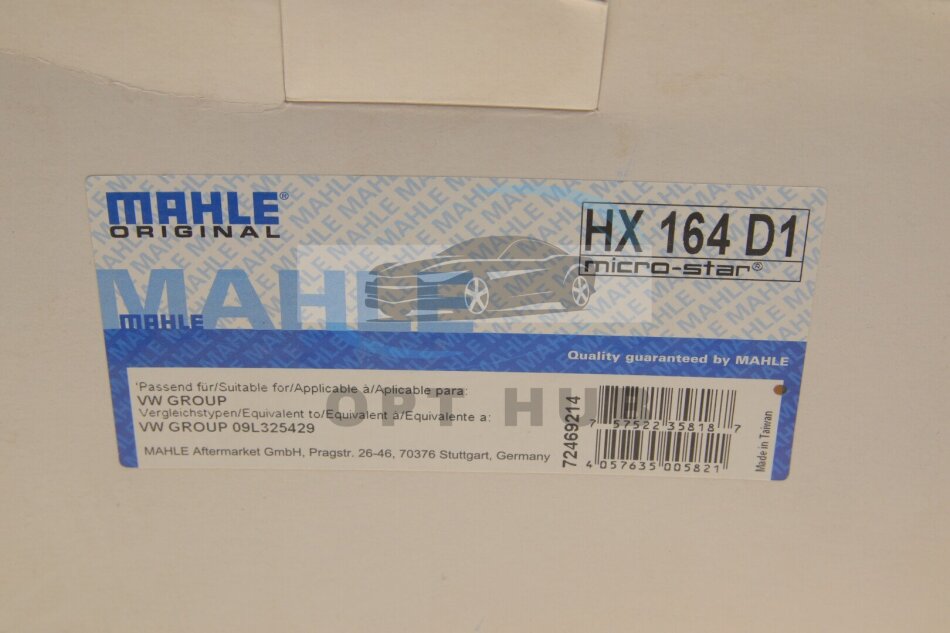 MAHLE®
ORIGINAL
HX 164 D1
micro-star®
MAHLE
MAHLE
Quality guaranteed by MAHLE
'Passend für/Suitable for/Applicable à/Aplicable para:
VW GROUP
Vergleichstypen/Equivalent to/Equivalent à/Equivalente a:
VW GROUP 09L325429
MAHLE Aftermarket GmbH, Pragstr. 26-46, 70376 Stuttgart, Germany
72469214
7 57522 35818 7
4 057635 005821
Made in Taiwan
OPT HUB